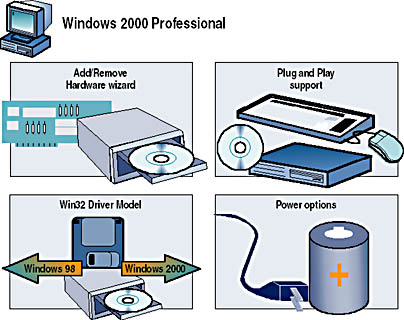 Windows 2000 Professional
Add/Remove
Hardware wizard
Plug and Play
support
Win32 Driver Model
Windows 98
Windows 2000
Power options